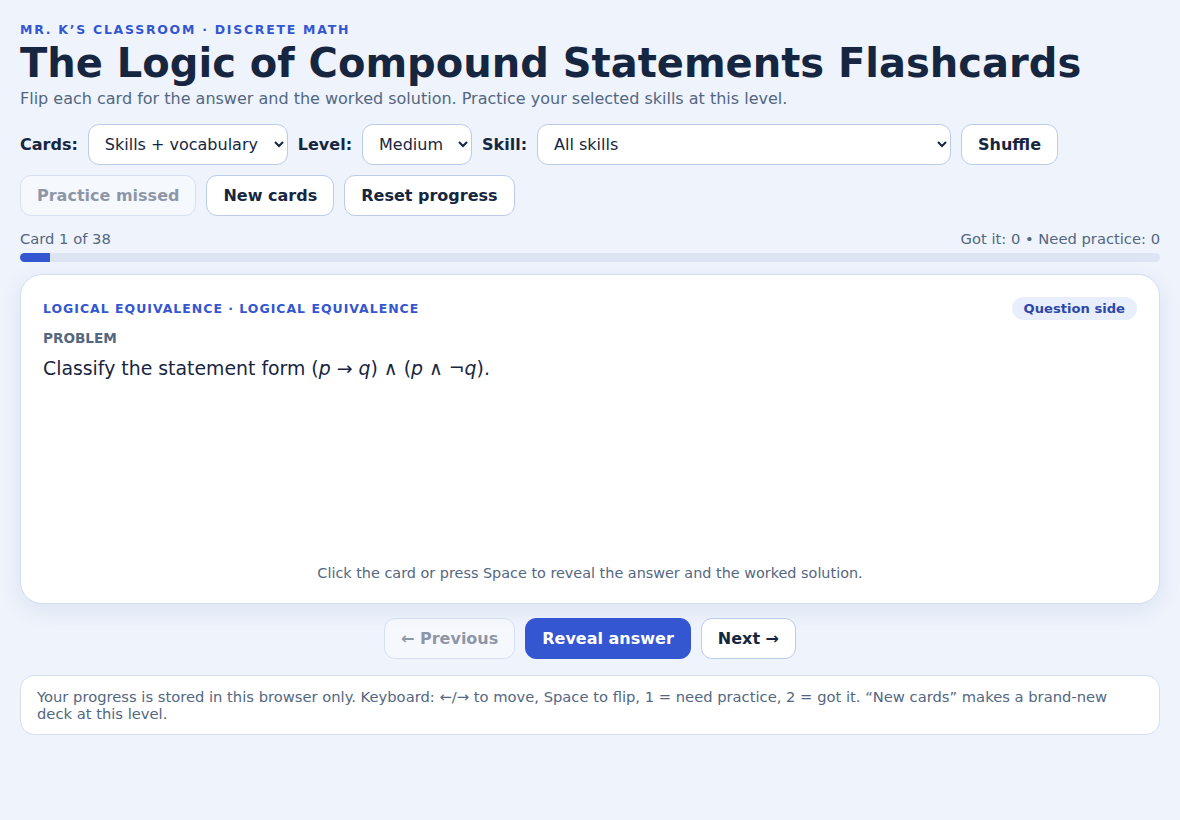 MR. K’S CLASSROOM · DISCRETE MATH
The Logic of Compound Statements Flashcards
Flip each card for the answer and the worked solution. Practice your selected skills at this level.
Cards: Skills + vocabulary Level: Medium Skill: All skills Shuffle
Practice missed New cards Reset progress
Card 1 of 38 Got it: 0 • Need practice: 0
LOGICAL EQUIVALENCE · LOGICAL EQUIVALENCE Question side
PROBLEM
Classify the statement form (p → q) ∧ (p ∧ ¬q).
Click the card or press Space to reveal the answer and the worked solution.
← Previous Reveal answer Next →
Your progress is stored in this browser only. Keyboard: ←/→ to move, Space to flip, 1 = need practice, 2 = got it. “New cards” makes a brand-new
deck at this level.